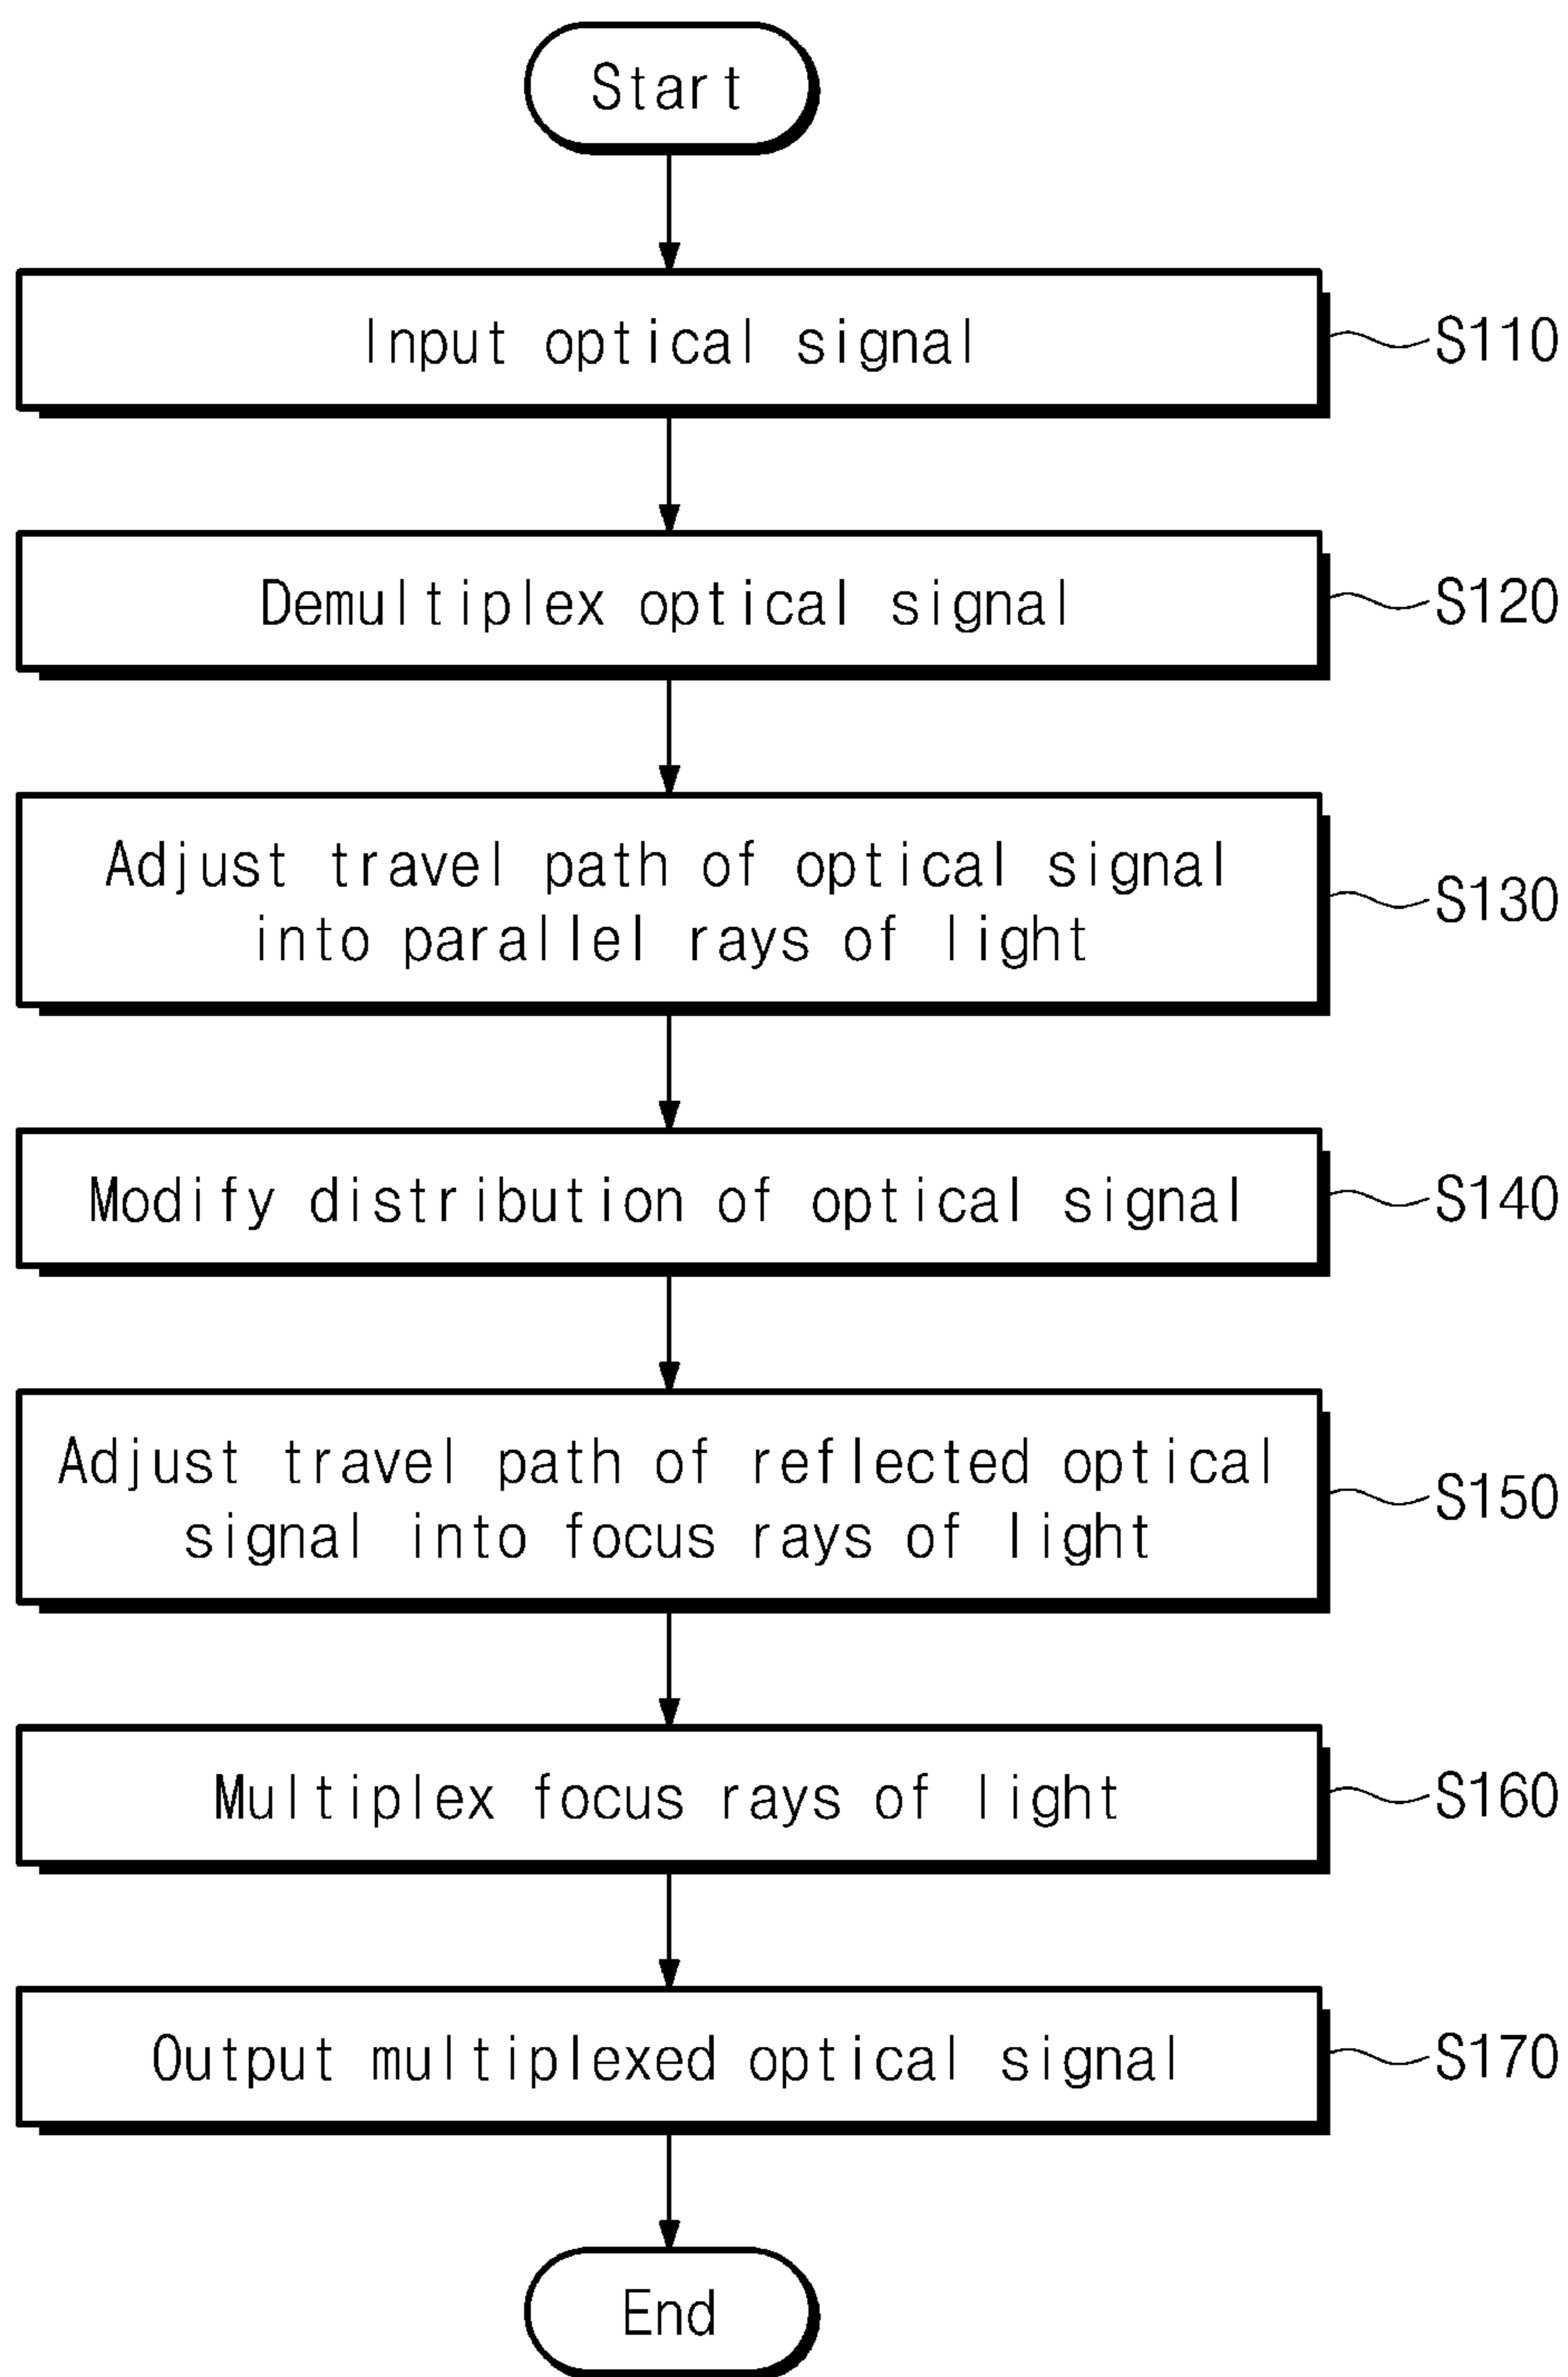 Start
Input optical signal
S110
Demultiplex optical signal
S120
Adjust travel path of optical signal
into parallel rays of light
S130
Modify distribution of optical signal
S140
Adjust travel path of reflected optical
signal into focus rays of light
S150
Multiplex focus rays of light
S160
Output multiplexed optical signal
S170
End